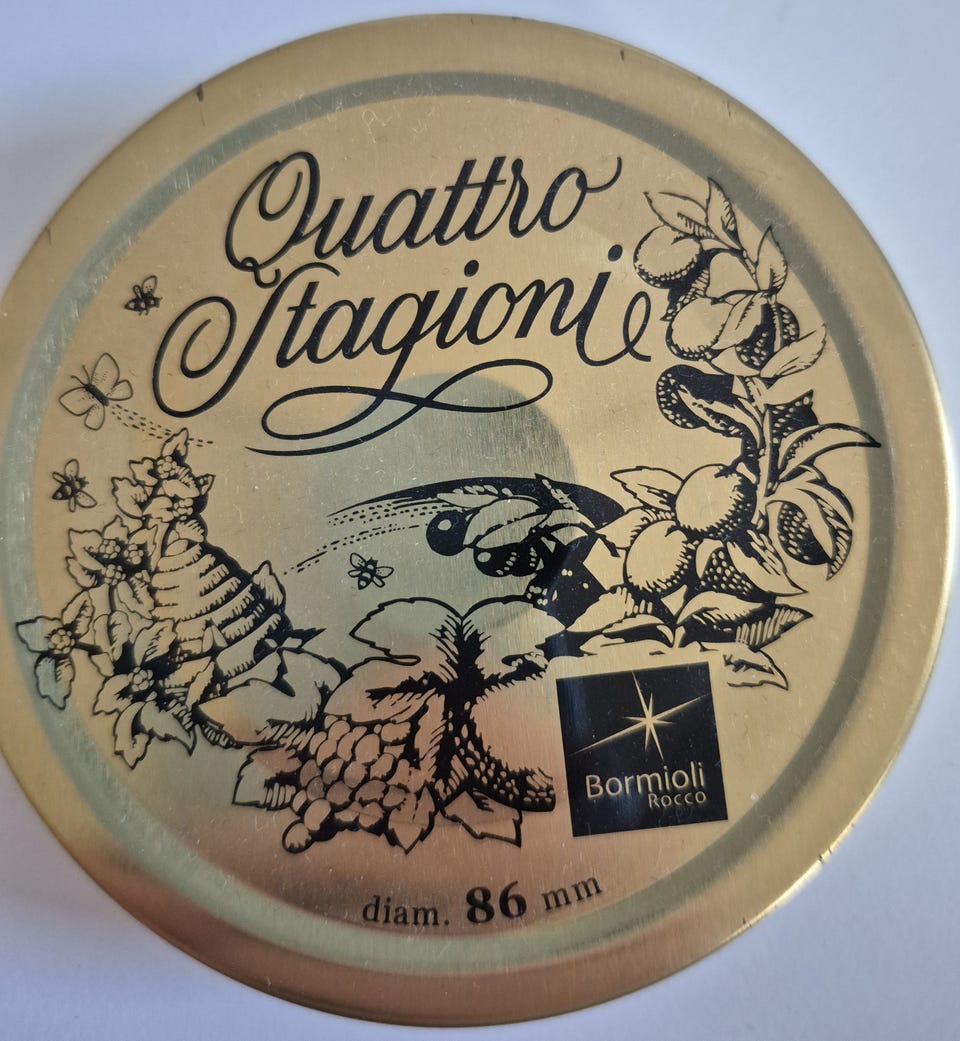 Quattro
Stagioni
Bormioli
Rocco
diam. 86 mm